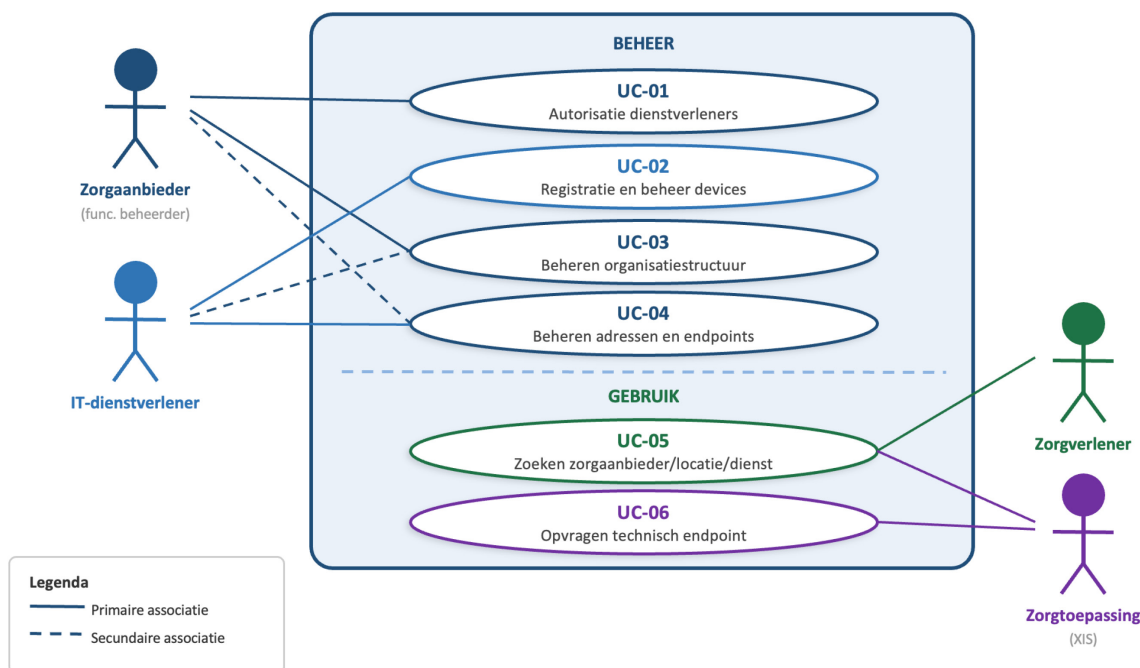 BEHEER
UC-01
Autorisatie dienstverleners
UC-02
Registratie en beheer devices
UC-03
Beheren organisatiestructuur
UC-04
Beheren adressen en endpoints
GEBRUIK
UC-05
Zoeken zorgaanbieder/locatie/dienst
UC-06
Opvragen technisch endpoint
Zorgaanbieder
(func. beheerder)
IT-dienstverlener
Zorgverlener
Zorgtoepassing
(XIS)
Legenda
Primaire associatie
Secundaire associatie